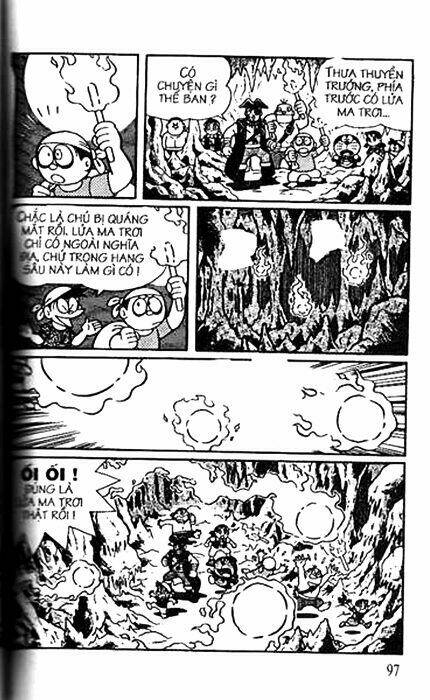 CÓ
CHUYỆN GÌ
THẾ BAN ?
THƯA THUYỀN
TRƯỞNG, PHÍA
TRƯỚC CÓ LỬA
MA TRƠI...
CHẮC LÀ CHÚ BỊ QUÁNG
MẮT RỒI. LỬA MA TRƠI
CHỈ CÓ NGOÀI NGHĨA
ĐỊA, CHỨ TRONG HANG
SÂU NÀY LÀM GÌ CÓ !
ỐI ỐI !
ĐÚNG LÀ
LỬA MA TRƠI
THẬT RỒI !
97